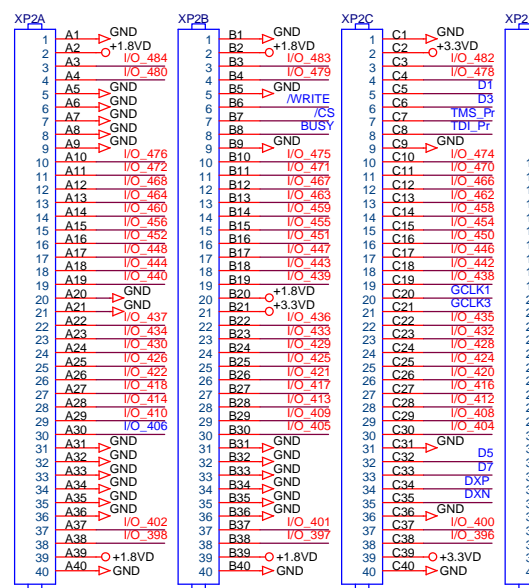 XP2A
1 A1 GND
2 A2 +1.8VD
3 A3 I/O_484
4 A4 I/O_480
5 A5 GND
6 A6 GND
7 A7 GND
8 A8 GND
9 A9 GND
10 A10 I/O_476
11 A11 I/O_472
12 A12 I/O_468
13 A13 I/O_464
14 A14 I/O_460
15 A15 I/O_456
16 A16 I/O_452
17 A17 I/O_448
18 A18 I/O_444
19 A19 I/O_440
20 A20 GND
21 A21 GND
22 A22 I/O_437
23 A23 I/O_434
24 A24 I/O_430
25 A25 I/O_426
26 A26 I/O_422
27 A27 I/O_418
28 A28 I/O_414
29 A29 I/O_410
30 A30 I/O_406
31 A31 GND
32 A32 GND
33 A33 GND
34 A34 GND
35 A35 GND
36 A36 GND
37 A37 I/O_402
38 A38 I/O_398
39 A39 +1.8VD
40 A40 GND
XP2B
1 B1 GND
2 B2 +1.8VD
3 B3 I/O_483
4 B4 I/O_479
5 B5 GND
6 B6 /WRITE
7 B7 /CS
8 B8 BUSY
9 B9 GND
10 B10 I/O_475
11 B11 I/O_471
12 B12 I/O_467
13 B13 I/O_463
14 B14 I/O_459
15 B15 I/O_455
16 B16 I/O_451
17 B17 I/O_447
18 B18 I/O_443
19 B19 I/O_439
20 B20 +1.8VD
21 B21 +3.3VD
22 B22 I/O_436
23 B23 I/O_433
24 B24 I/O_429
25 B25 I/O_425
26 B26 I/O_421
27 B27 I/O_417
28 B28 I/O_413
29 B29 I/O_409
30 B30 I/O_405
31 B31 GND
32 B32 GND
33 B33 GND
34 B34 GND
35 B35 GND
36 B36 GND
37 B37 I/O_401
38 B38 I/O_397
39 B39 +1.8VD
40 B40 GND
XP2C
1 C1 GND
2 C2 +3.3VD
3 C3 I/O_482
4 C4 I/O_478
5 C5 D1
6 C6 D3
7 C7 TMS_Pr
8 C8 TDI_Pr
9 C9 GND
10 C10 I/O_474
11 C11 I/O_470
12 C12 I/O_466
13 C13 I/O_462
14 C14 I/O_458
15 C15 I/O_454
16 C16 I/O_450
17 C17 I/O_446
18 C18 I/O_442
19 C19 I/O_438
20 C20 GCLK1
21 C21 GCLK3
22 C22 I/O_435
23 C23 I/O_432
24 C24 I/O_428
25 C25 I/O_424
26 C26 I/O_420
27 C27 I/O_416
28 C28 I/O_412
29 C29 I/O_408
30 C30 I/O_404
31 C31 GND
32 C32 D5
33 C33 D7
34 C34 DXP
35 C35 DXN
36 C36 GND
37 C37 I/O_400
38 C38 I/O_396
39 C39 +3.3VD
40 C40 GND
XP2